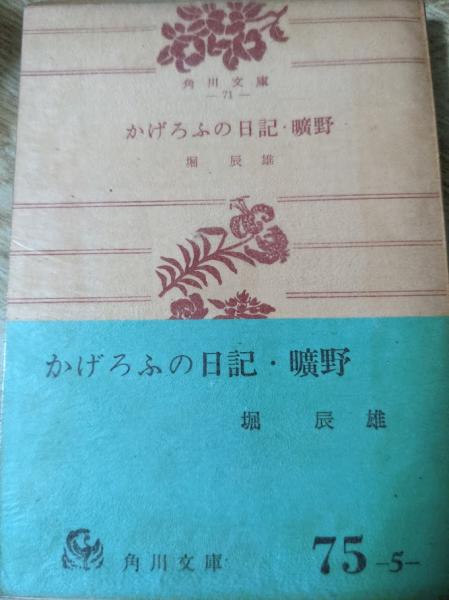 角川文庫
—71—
かげろふの日記・曠野
堀辰雄
かげろふの日記・曠野
堀辰雄
角川文庫
75-5-